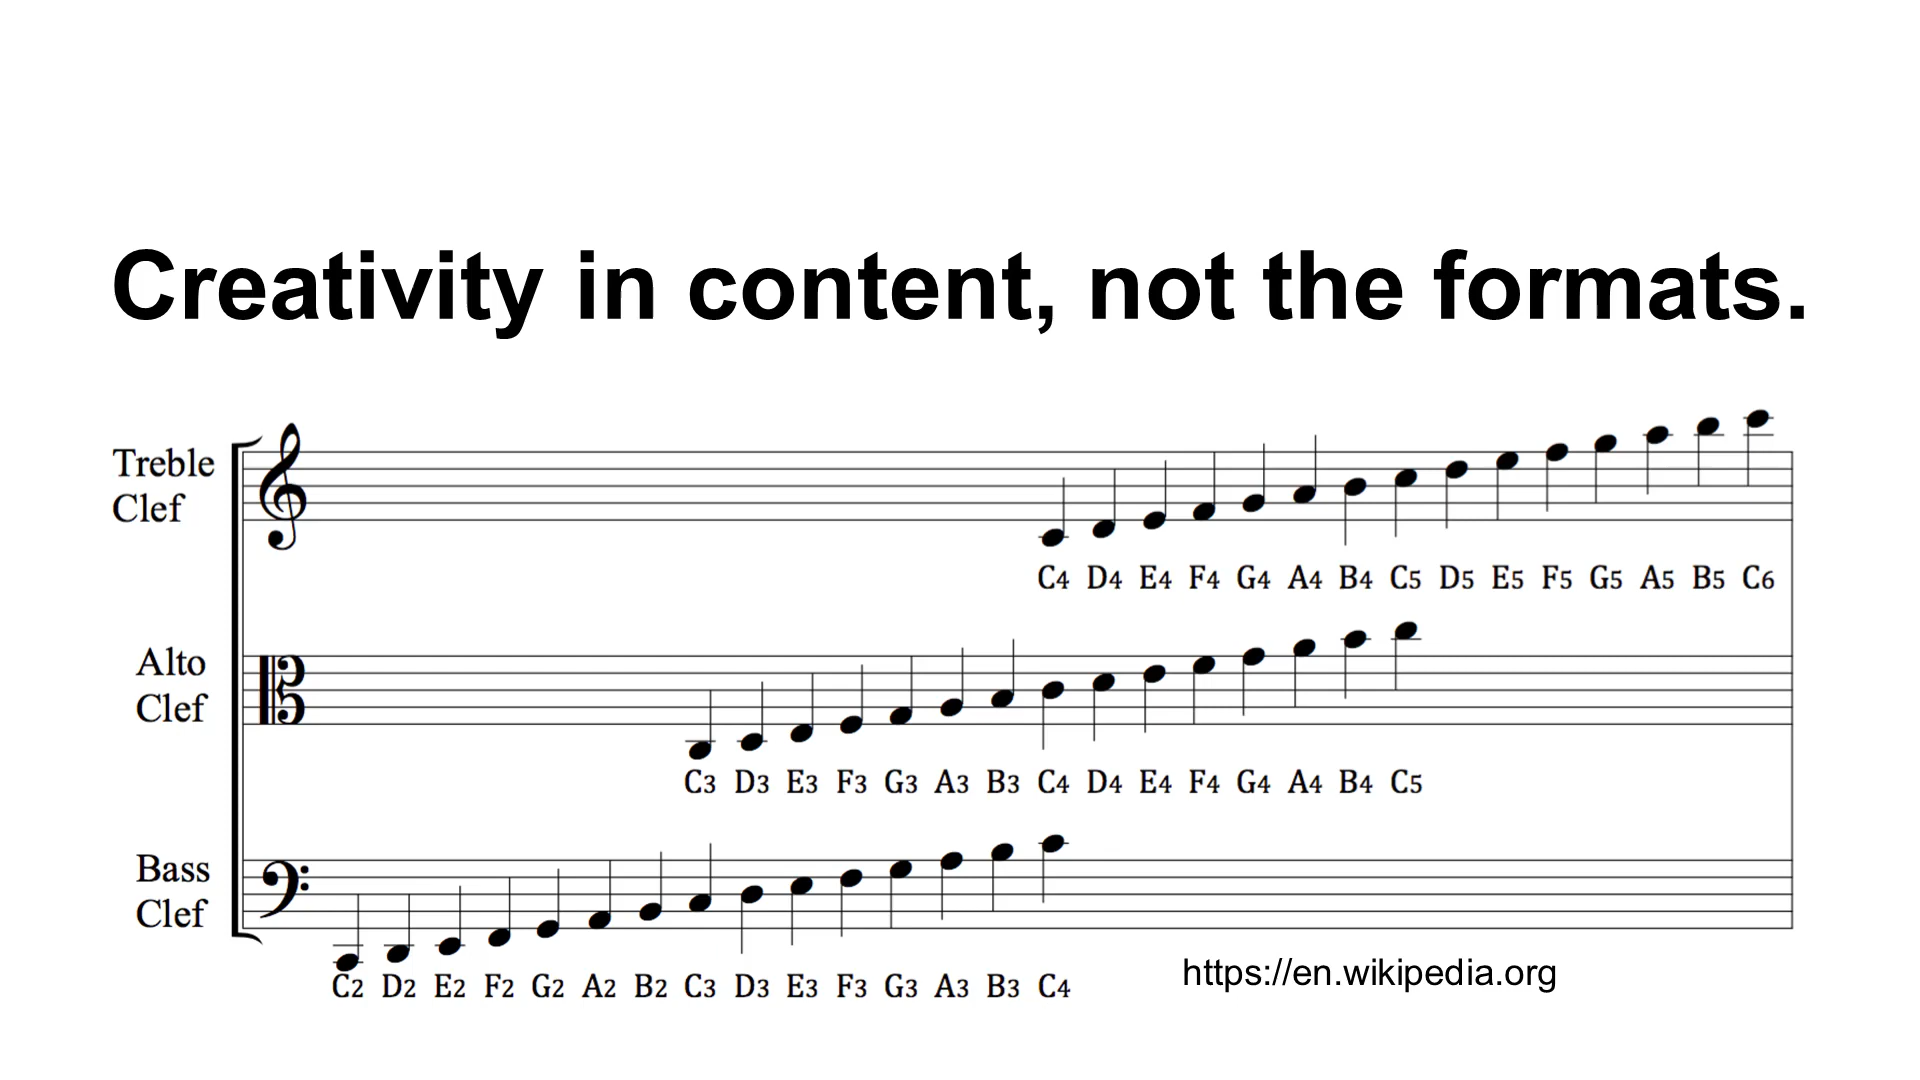 Creativity in content, not the formats.
Treble
Clef
C4 D4 E4 F4 G4 A4 B4 C5 D5 E5 F5 G5 A5 B5 C6
Alto
Clef
C3 D3 E3 F3 G3 A3 B3 C4 D4 E4 F4 G4 A4 B4 C5
Bass
Clef
C2 D2 E2 F2 G2 A2 B2 C3 D3 E3 F3 G3 A3 B3 C4
https://en.wikipedia.org